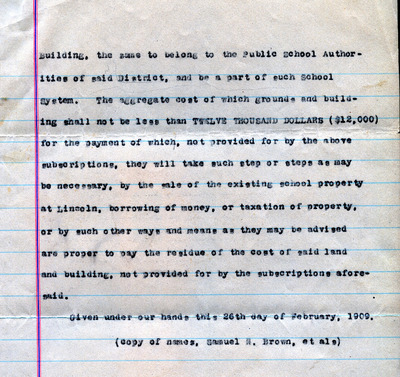 Building, the same to belong to the Public School Author-
ities of said District, and be a part of such School
System. The aggregate cost of which grounds and build-
ing shall not be less than TWELVE THOUSAND DOLLARS ($12,000)
for the payment of which, not provided for by the above
subscriptions, they will take such step or steps as may
be necessary, by the sale of the existing school property
at Lincoln, borrowing of money, or taxation of property,
or by such other ways and means as they may be advised
are proper to pay the residue of the cost of said land
and building, not provided for by the subscriptions afore-
said.
Given under our hands this 26th day of February, 1909.
(copy of names, Samuel H. Brown, et als)